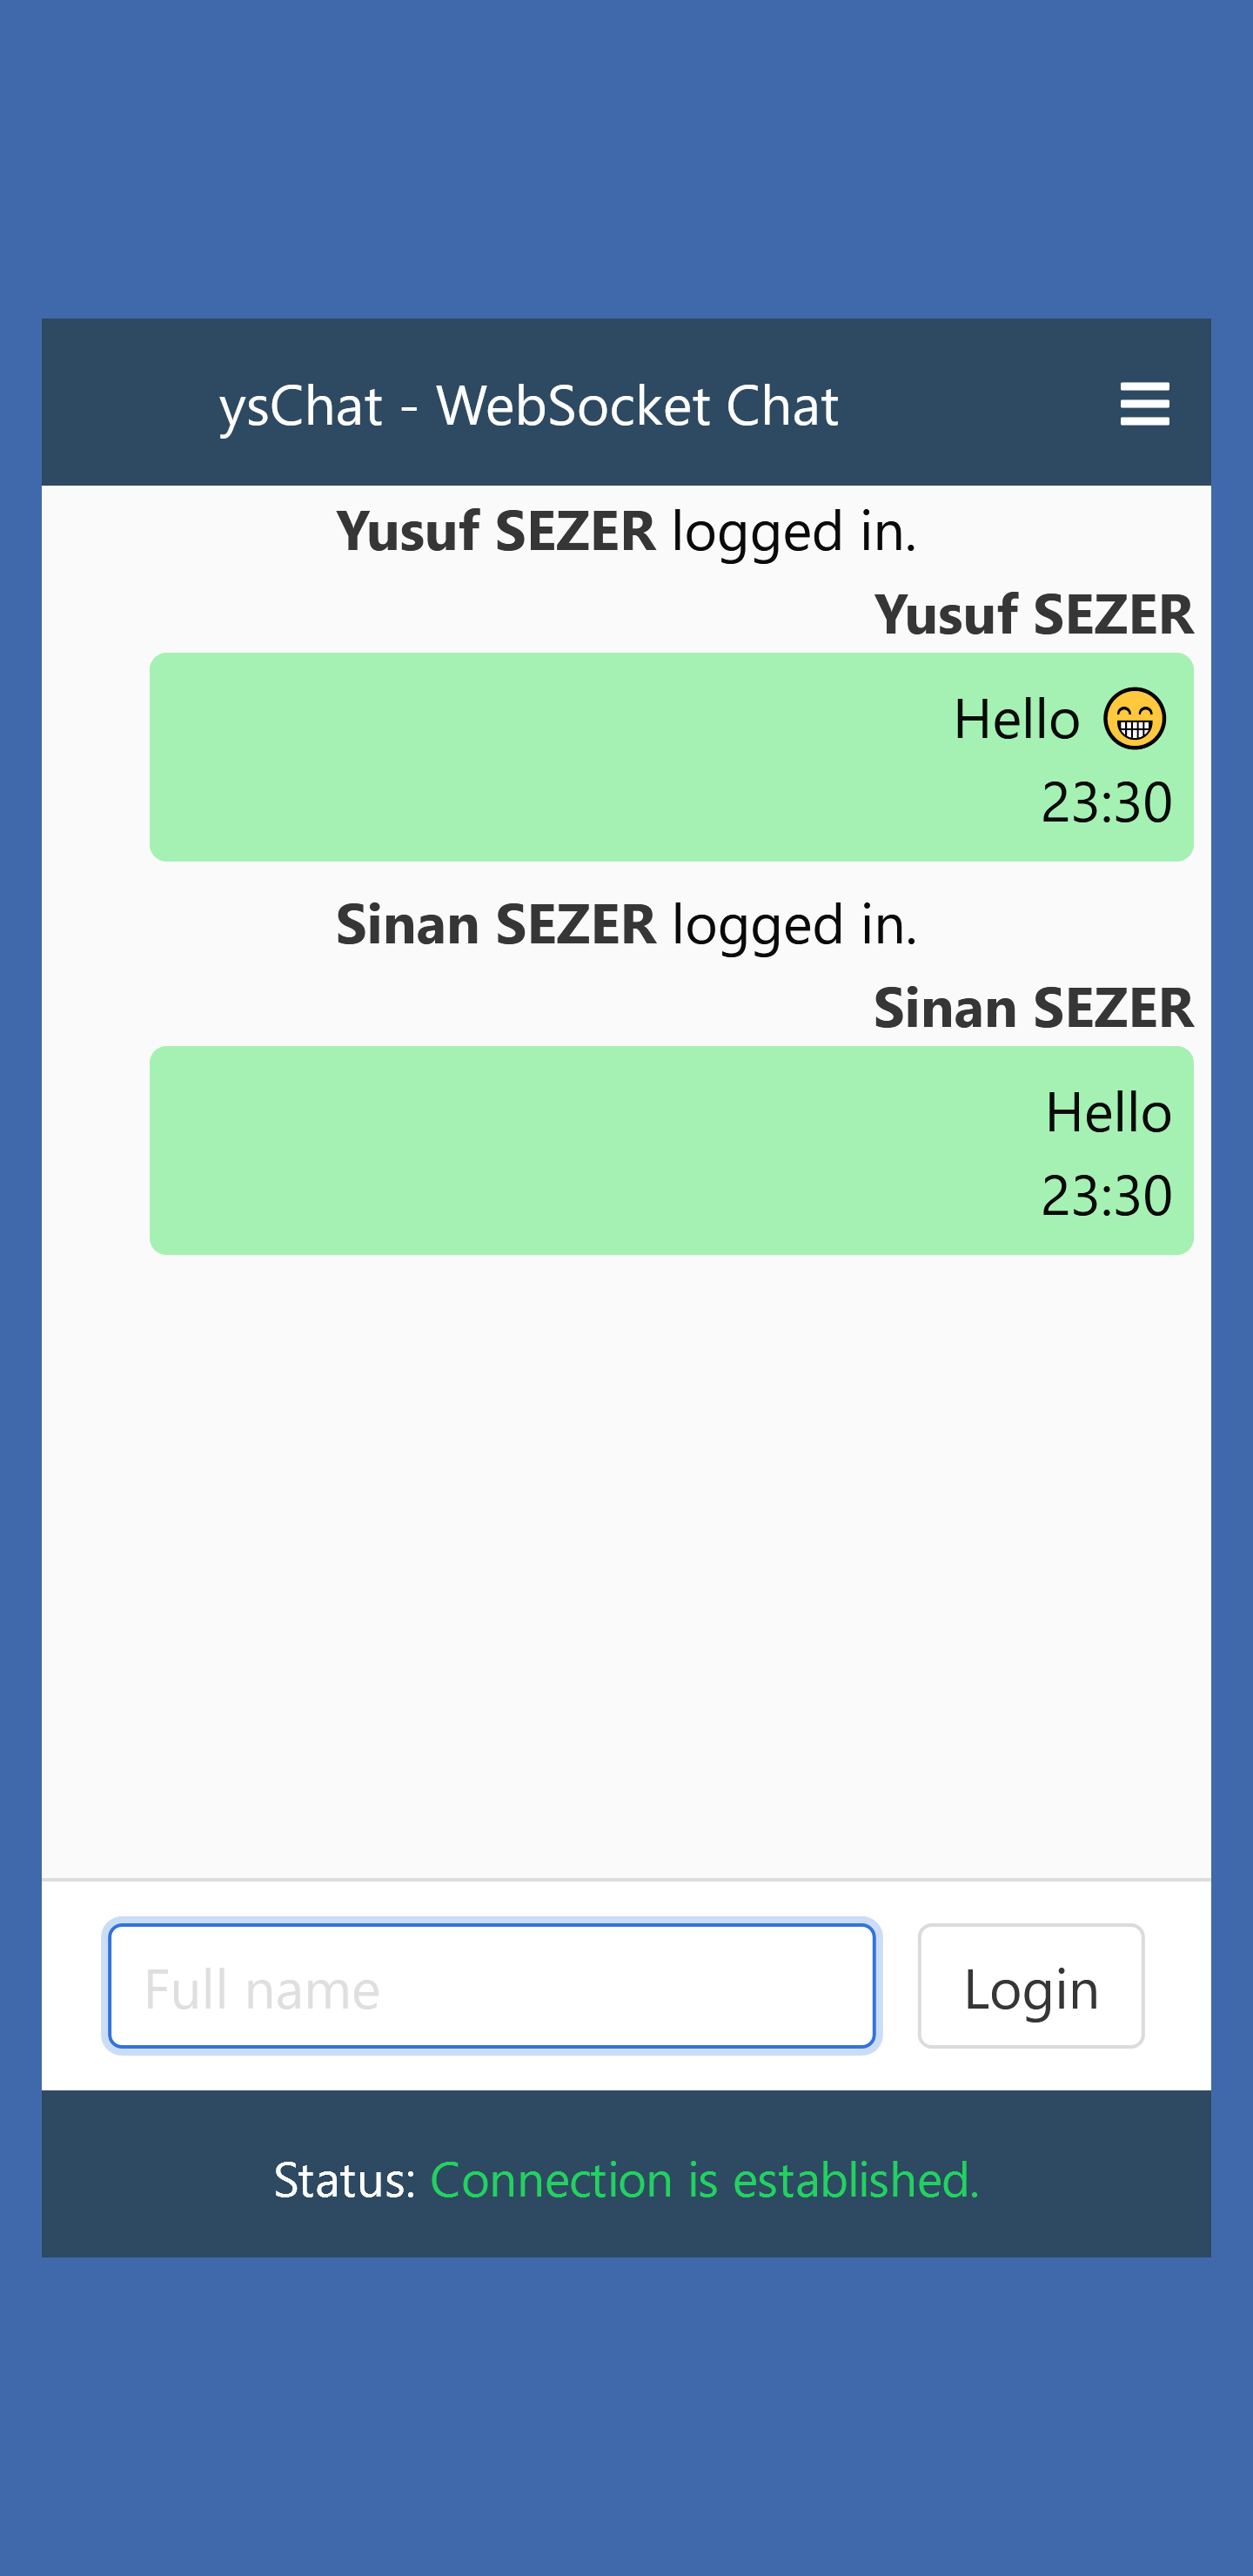 ysChat - WebSocket Chat
Yusuf SEZER logged in.
Yusuf SEZER
Hello 😁
23:30
Sinan SEZER logged in.
Sinan SEZER
Hello
23:30
Full name
Login
Status: Connection is established.